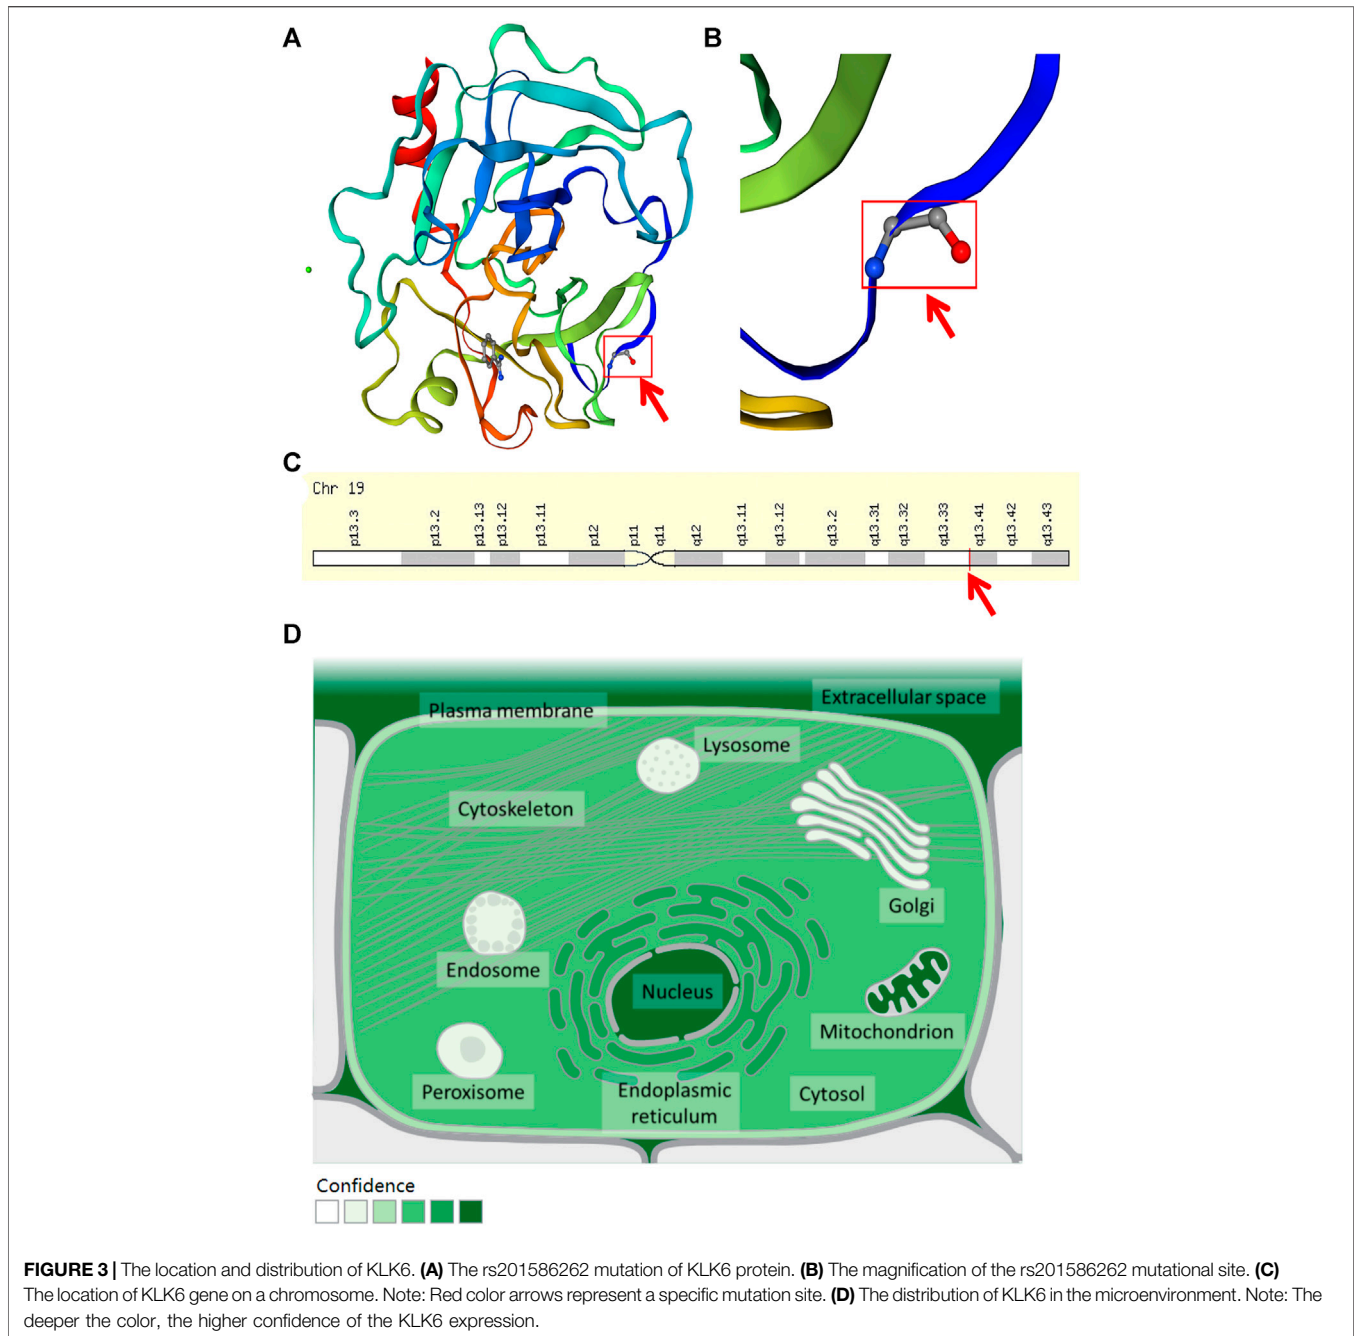 A
B
C
Chr 19
p13.3
p13.2
p13.13
p13.12
p13.11
p12
p11
q11
q12
q13.11
q13.12
q13.2
q13.31
q13.32
q13.33
q13.41
q13.42
q13.43
D
Extracellular space
Plasma membrane
Lysosome
Cytoskeleton
Golgi
Endosome
Nucleus
Mitochondrion
Peroxisome
Endoplasmic
reticulum
Cytosol
Confidence
FIGURE 3 | The location and distribution of KLK6. (A) The rs201586262 mutation of KLK6 protein. (B) The magnification of the rs201586262 mutational site. (C)
The location of KLK6 gene on a chromosome. Note: Red color arrows represent a specific mutation site. (D) The distribution of KLK6 in the microenvironment. Note: The
deeper the color, the higher confidence of the KLK6 expression.